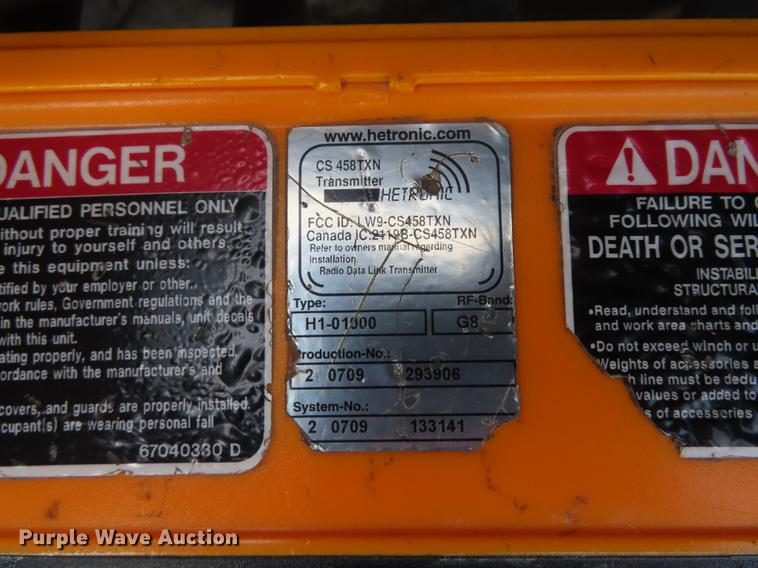 DANGER
QUALIFIED PERSONNEL ONLY
without proper training will result
injury to yourself and others.
this equipment unless:
by your employer or other.
work rules, Government regulations and the
in the manufacturer's manuals, unit decals
with this unit.
properly, and has been inspected,
accordance with the manufacturer's and
covers, and guards are properly installed.
are wearing personal fall
67040330 D
www.hetronic.com
CS 458TXN
Transmitter
HETRONIC
FCC ID: LW9-CS458TXN
Canada IC:2119B-CS458TXN
Refer to owners manual regarding
installation.
Radio Data Link Transmitter
Type: RF-Band:
H1-01000 G8
Production-No.:
2 0709 293906
System-No.:
2 0709 133141
DAN
FAILURE TO
FOLLOWING WIL
DEATH OR SER
INSTABIL
STRUCTURA
•Read, understand and follo
and work area charts and
•Do not exceed winch or u
Weights of accessories a
line must be dedu
values or added to
of accessories
Purple Wave Auction